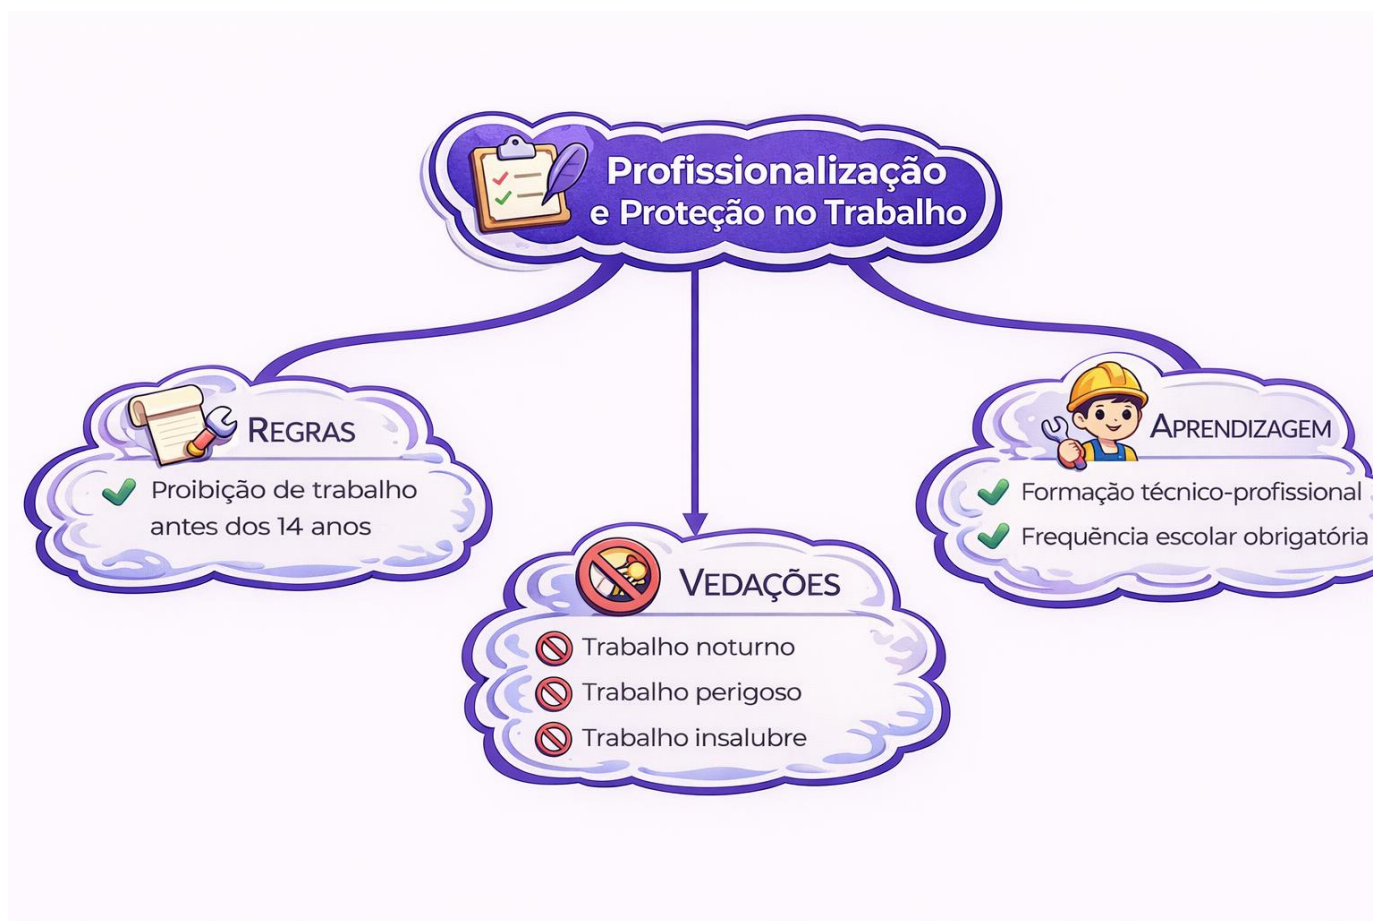 Profissionalização
e Proteção no Trabalho
REGRAS
Proibição de trabalho
antes dos 14 anos
VEDAÇÕES
Trabalho noturno
Trabalho perigoso
Trabalho insalubre
APRENDIZAGEM
Formação técnico-profissional
Frequência escolar obrigatória